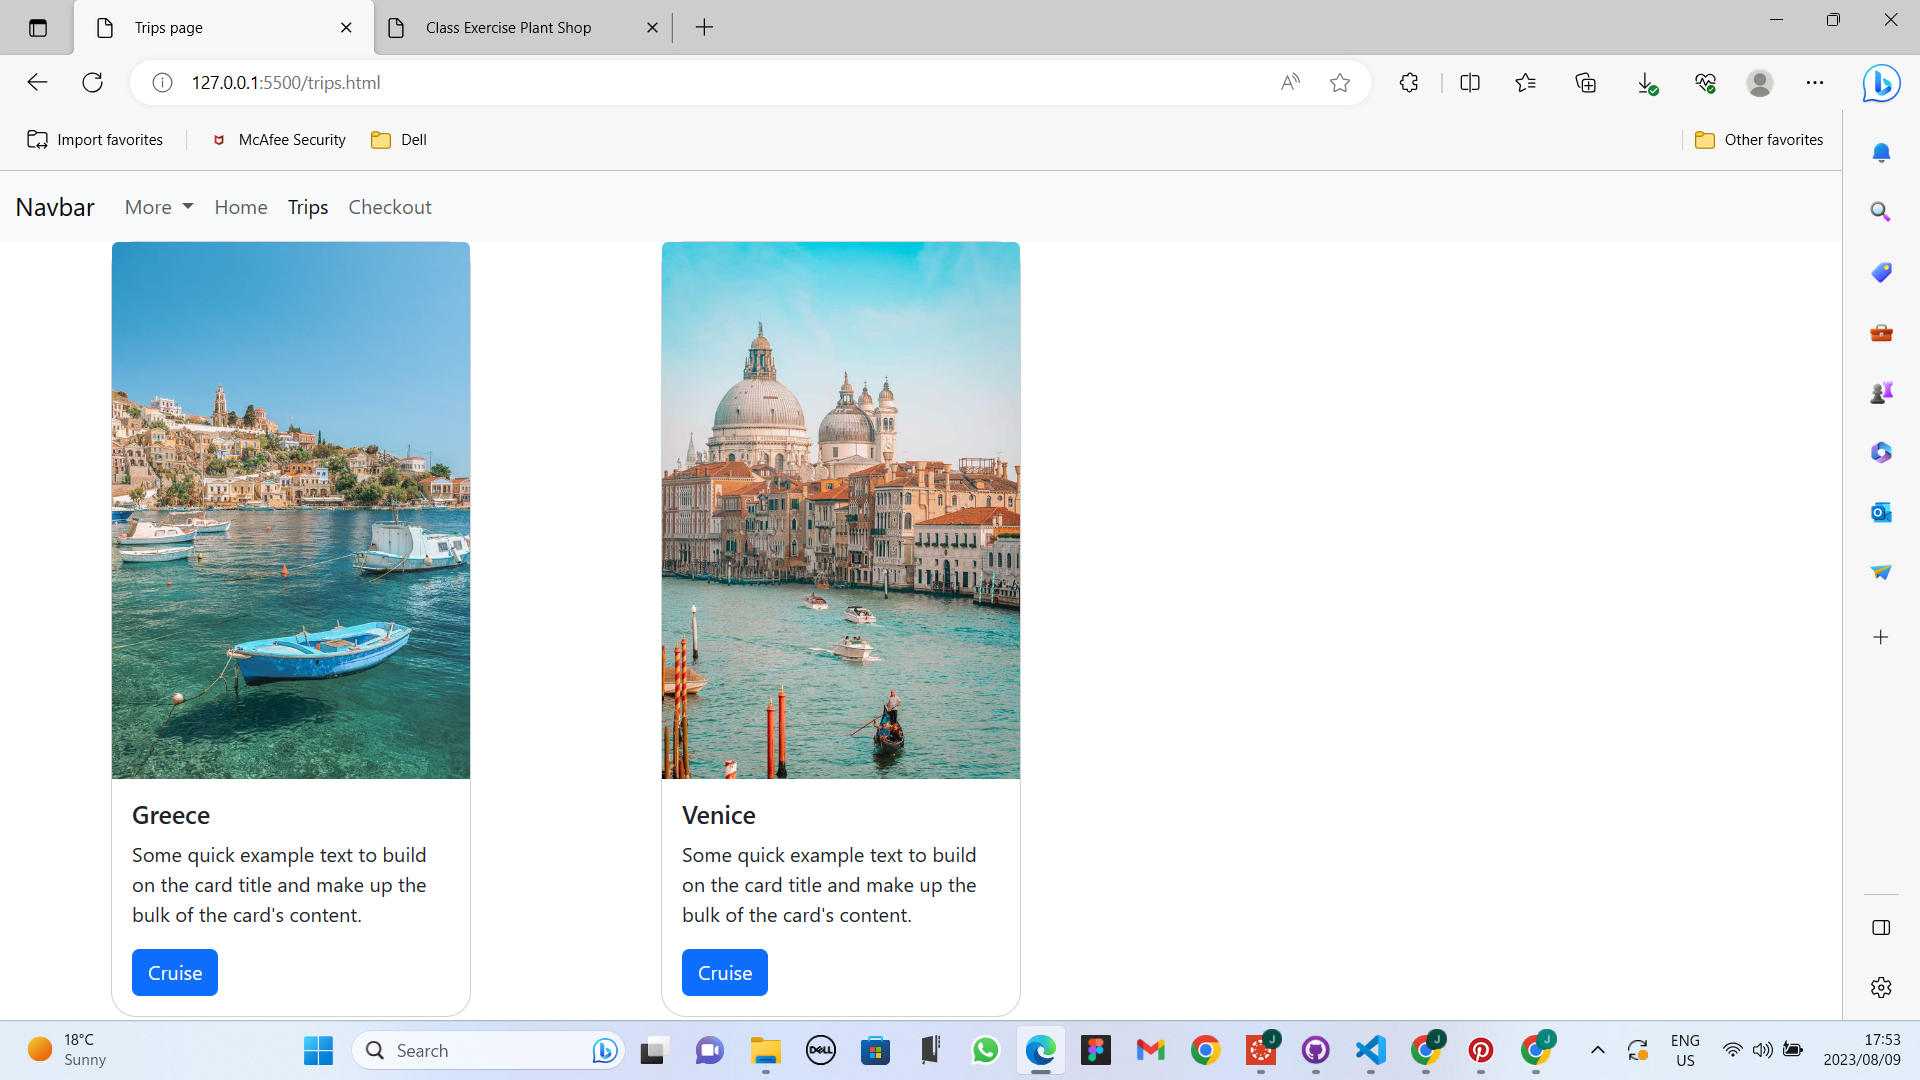 Trips page
Class Exercise Plant Shop
127.0.0.1:5500/trips.html
Import favorites
McAfee Security
Dell
Other favorites
Navbar
More
Home
Trips
Checkout
Greece
Some quick example text to build
on the card title and make up the
bulk of the card's content.
Cruise
Venice
Some quick example text to build
on the card title and make up the
bulk of the card's content.
Cruise
18°C
Sunny
Search
DELL
J
J
J
ENG
US
17:53
2023/08/09